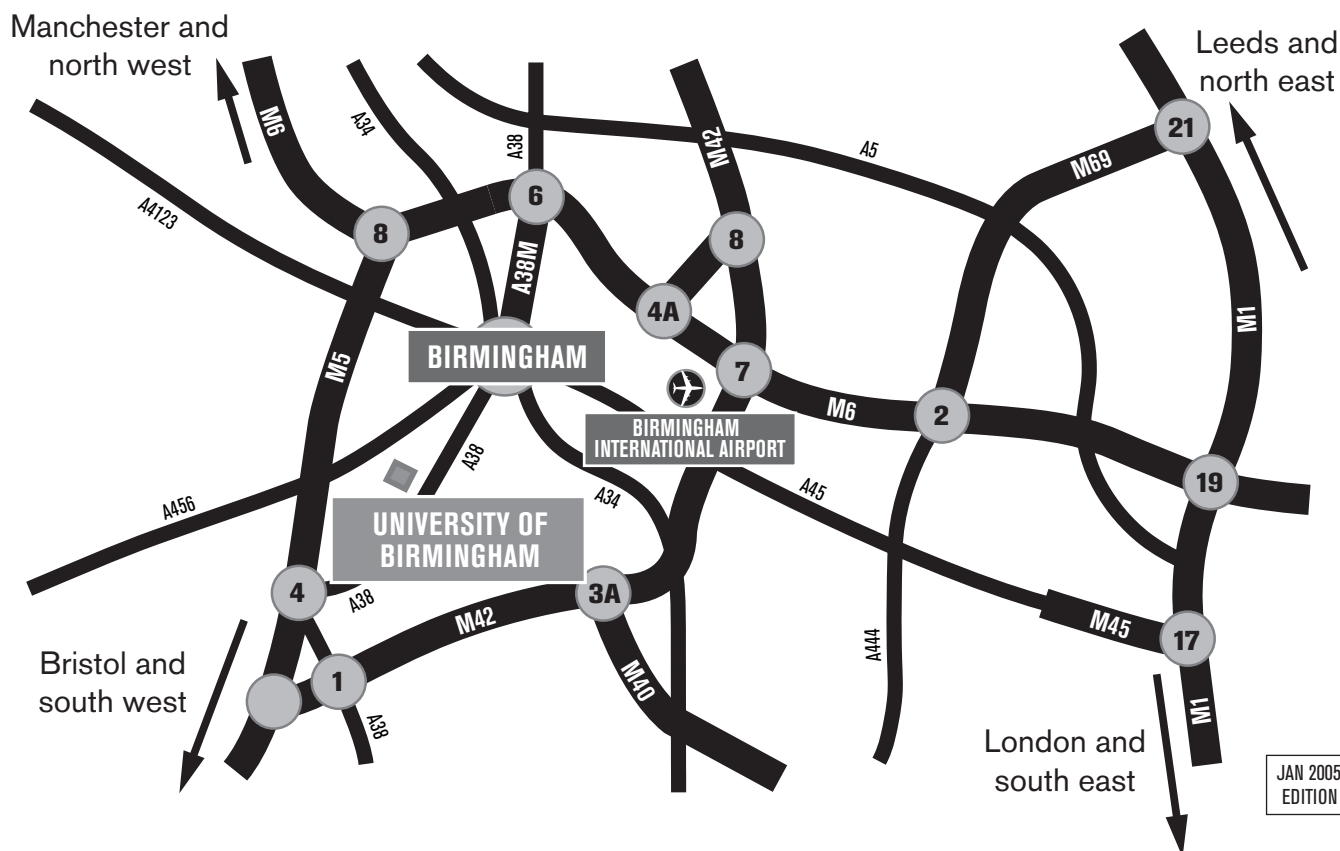 Manchester and
north west
Leeds and
north east
M6
A34
A38
M42
A5
M69
21
A4123
6
8
8
A38M
4A
M1
BIRMINGHAM
M5
7
M6
2
BIRMINGHAM
INTERNATIONAL AIRPORT
A38
A34
A45
19
A456
UNIVERSITY OF
BIRMINGHAM
4
A38
3A
M42
M45
17
A444
Bristol and
south west
1
A38
M40
M1
London and
south east
JAN 2005
EDITION